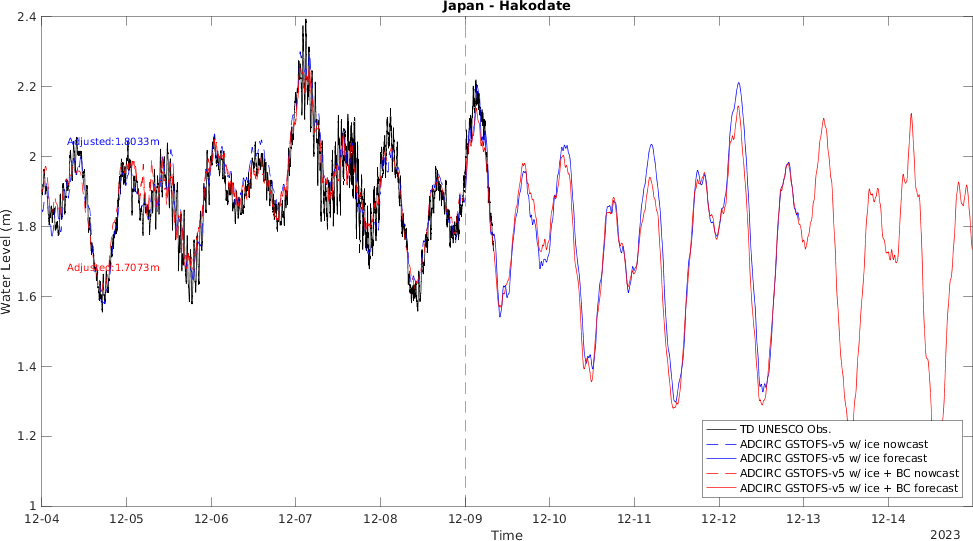 Japan - Hakodate
2.4
2.2
2
1.8
1.6
1.4
1.2
1
Water Level (m)
Adjusted:1.8033m
Adjusted:1.7073m
TD UNESCO Obs.
ADCIRC GSTOFS-v5 w/ ice nowcast
ADCIRC GSTOFS-v5 w/ ice forecast
ADCIRC GSTOFS-v5 w/ ice + BC nowcast
ADCIRC GSTOFS-v5 w/ ice + BC forecast
12-04 12-05 12-06 12-07 12-08 12-09 12-10 12-11 12-12 12-13 12-14
Time
2023